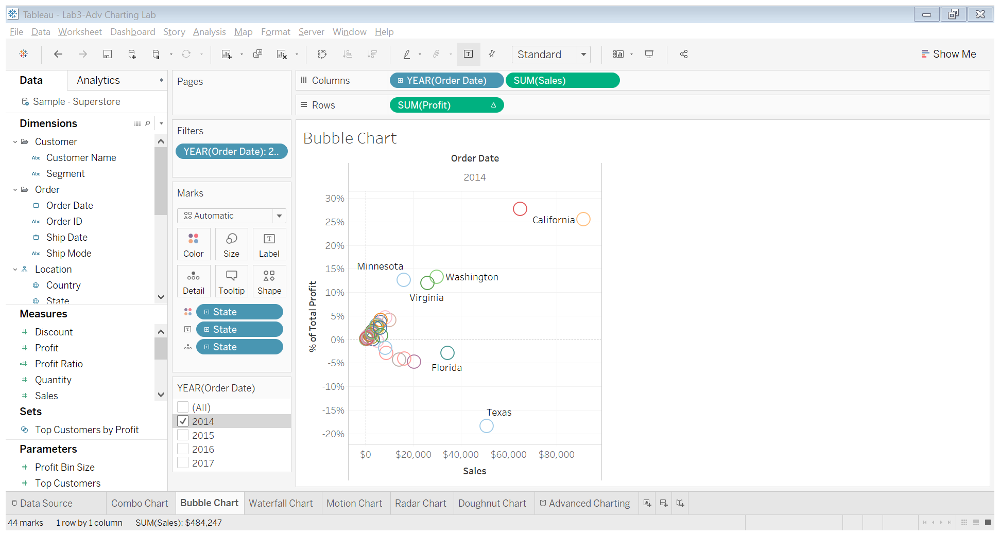 Tableau - Lab3-Adv Charting Lab
File Data Worksheet Dashboard Story Analysis Map Format Server Window Help
Standard
Show Me
Data Analytics
Sample - Superstore
Dimensions
Customer
Abc Customer Name
Abc Segment
Order
Order Date
Abc Order ID
Ship Date
Abc Ship Mode
Location
Country
State
Measures
# Discount
# Profit
=# Profit Ratio
# Quantity
# Sales
Sets
Top Customers by Profit
Parameters
# Profit Bin Size
# Top Customers
Pages
Filters
YEAR(Order Date): 2..
Marks
Automatic
Color Size Label
Detail Tooltip Shape
State
State
State
YEAR(Order Date)
(All)
2014
2015
2016
2017
Columns YEAR(Order Date) SUM(Sales)
Rows SUM(Profit) Δ
Bubble Chart
Order Date
2014
% of Total Profit
30%
25%
20%
15%
10%
5%
0%
-5%
-10%
-15%
-20%
California
Minnesota
Washington
Virginia
Florida
Texas
$0 $20,000 $40,000 $60,000 $80,000
Sales
Data Source Combo Chart Bubble Chart Waterfall Chart Motion Chart Radar Chart Doughnut Chart Advanced Charting
44 marks 1 row by 1 column SUM(Sales): $484,247